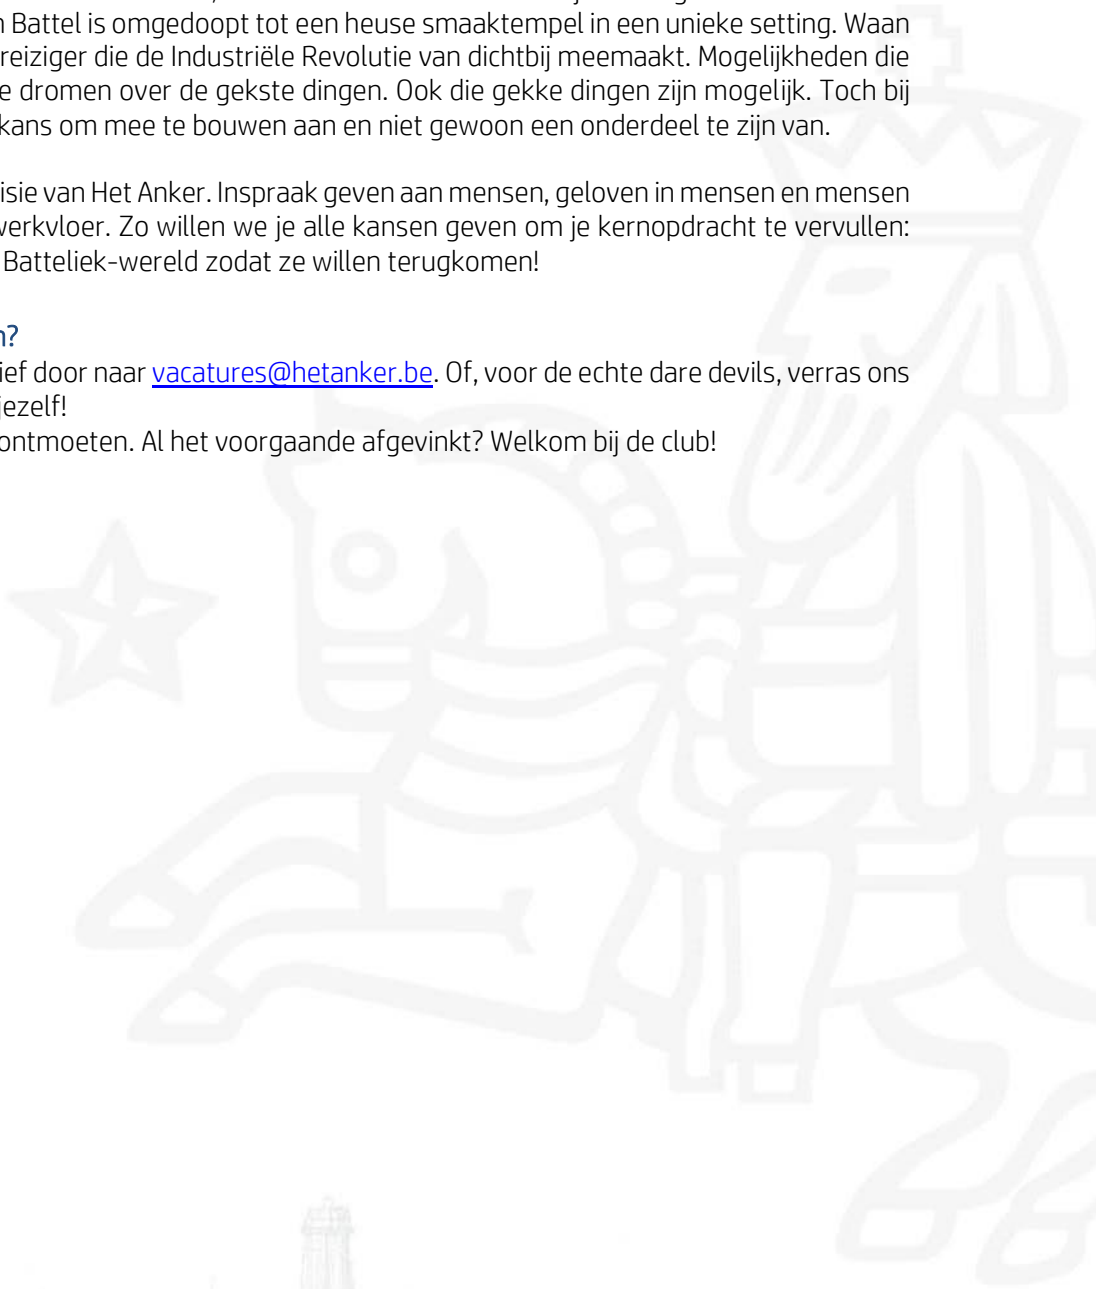 Battel is omgedoopt tot een heuse smaaktempel in een unieke setting. Waan
reiziger die de Industriële Revolutie van dichtbij meemaakt. Mogelijkheden die
e dromen over de gekste dingen. Ook die gekke dingen zijn mogelijk. Toch bij
kans om mee te bouwen aan en niet gewoon een onderdeel te zijn van.
isie van Het Anker. Inspraak geven aan mensen, geloven in mensen en mensen
werkvloer. Zo willen we je alle kansen geven om je kernopdracht te vervullen:
Batteliek-wereld zodat ze willen terugkomen!
n?
ief door naar vacatures@hetanker.be. Of, voor de echte dare devils, verras ons
jezelf!
ontmoeten. Al het voorgaande afgevinkt? Welkom bij de club!